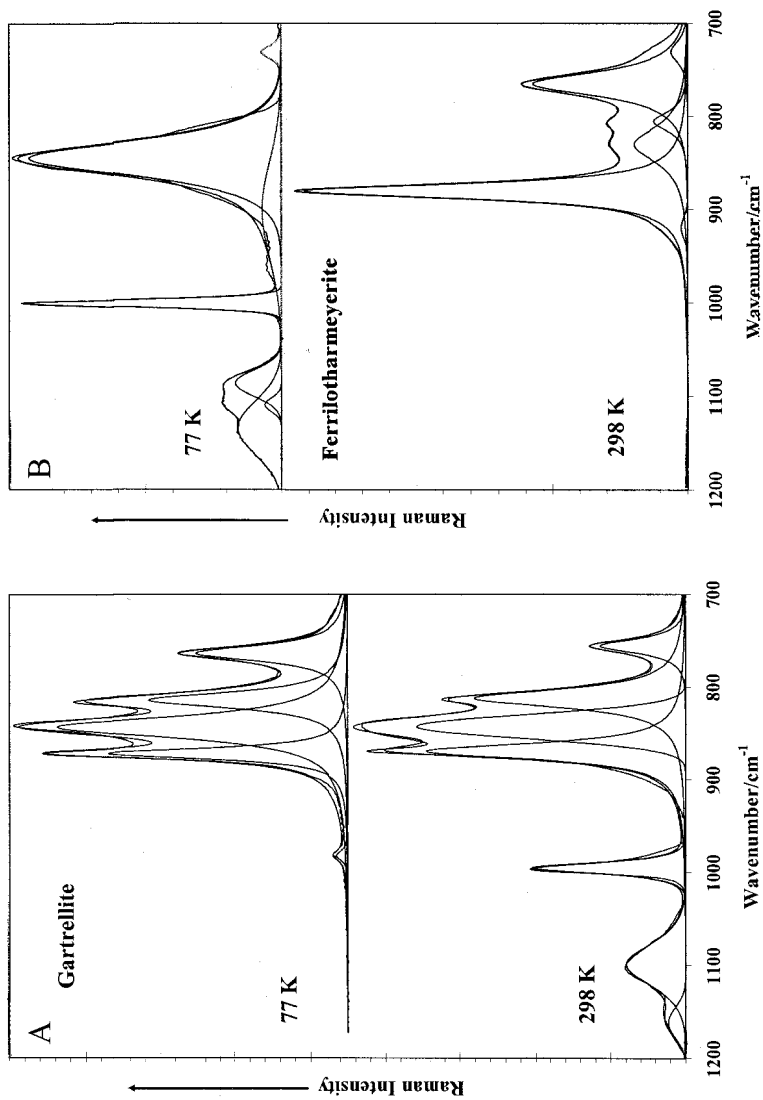 A
Gartrellite
77 K
298 K
Raman Intensity
1200 1100 1000 900 800 700
Wavenumber/cm-1
B
77 K
Ferrilotharmeyerite
298 K
Raman Intensity
1200 1100 1000 900 800 700
Wavenumber/cm-1